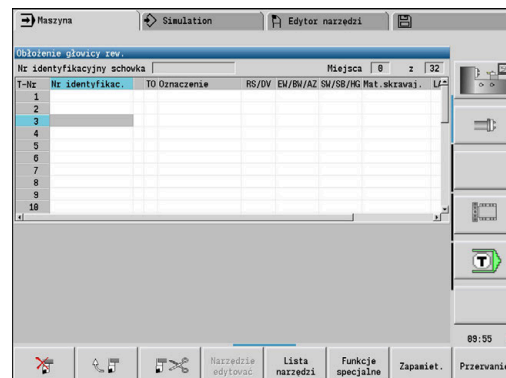 Maszyna Simulation Edytor narzędzi
Obłożenie głowicy rew.
Nr identyfikacyjny schowka Miejsca 0 z 32
T-Nr Nr identyfikac. TO Oznaczenie RS/DV EW/BW/AZ SW/SB/HG Mat.skrawaj.
1
2
3
4
5
6
7
8
9
10
T
09:55
Narzędzie edytować
Lista narzędzi
Funkcje specjalne
Zapamiet.
Przerwanie